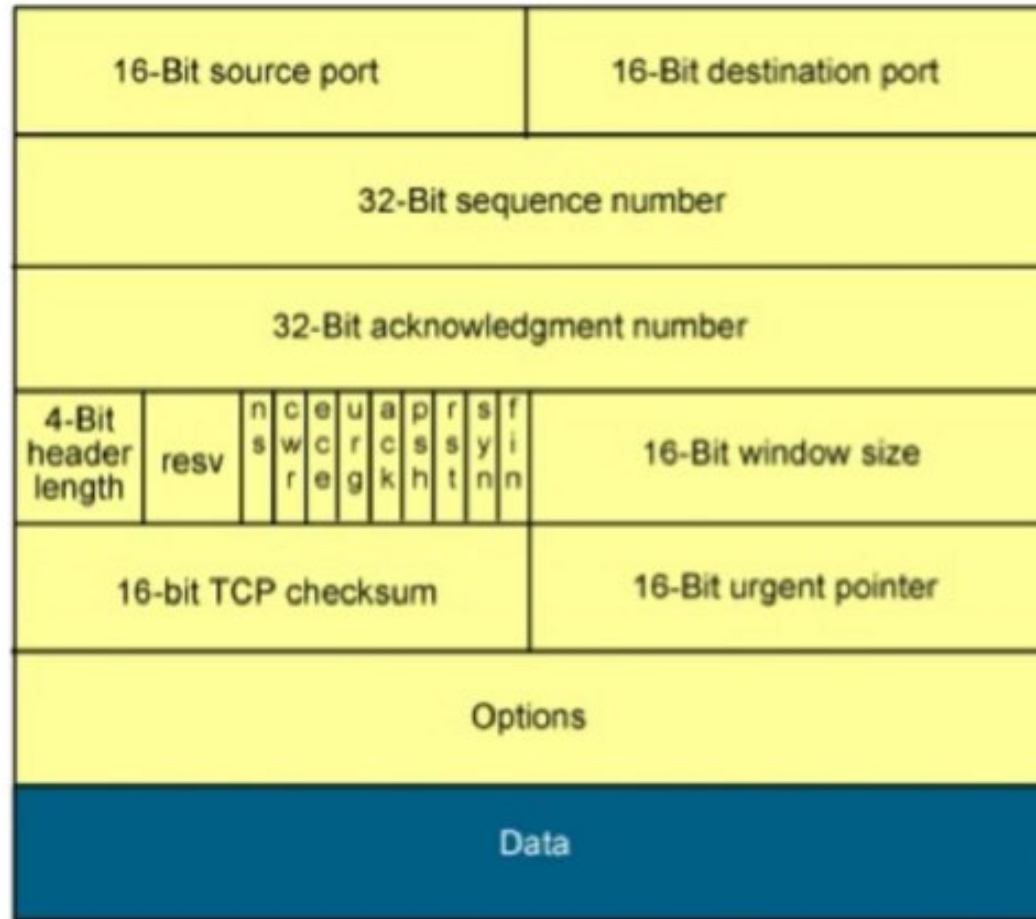 16-Bit source port
16-Bit destination port
32-Bit sequence number
32-Bit acknowledgment number
4-Bit
header
length
resv
ns
cwr
ece
urg
ack
psh
rst
syn
fin
16-Bit window size
16-bit TCP checksum
16-Bit urgent pointer
Options
Data